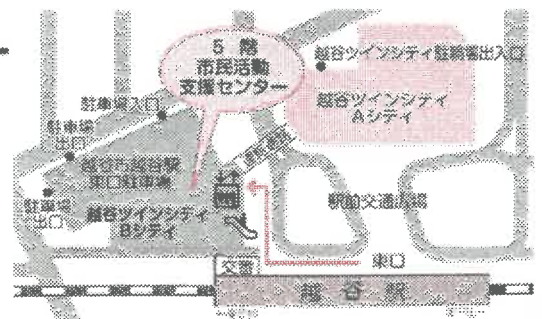 5 階
市民活動
支援センター
越谷ツインシティ駐輪場出入口
越谷ツインシティ
Aシティ
駐車場入口
駐車場
出口
越谷市越谷駅
東口駐車場
駐車場
出口
越谷ツインシティ
Bシティ
駅前交通広場
交番
東口
越谷駅